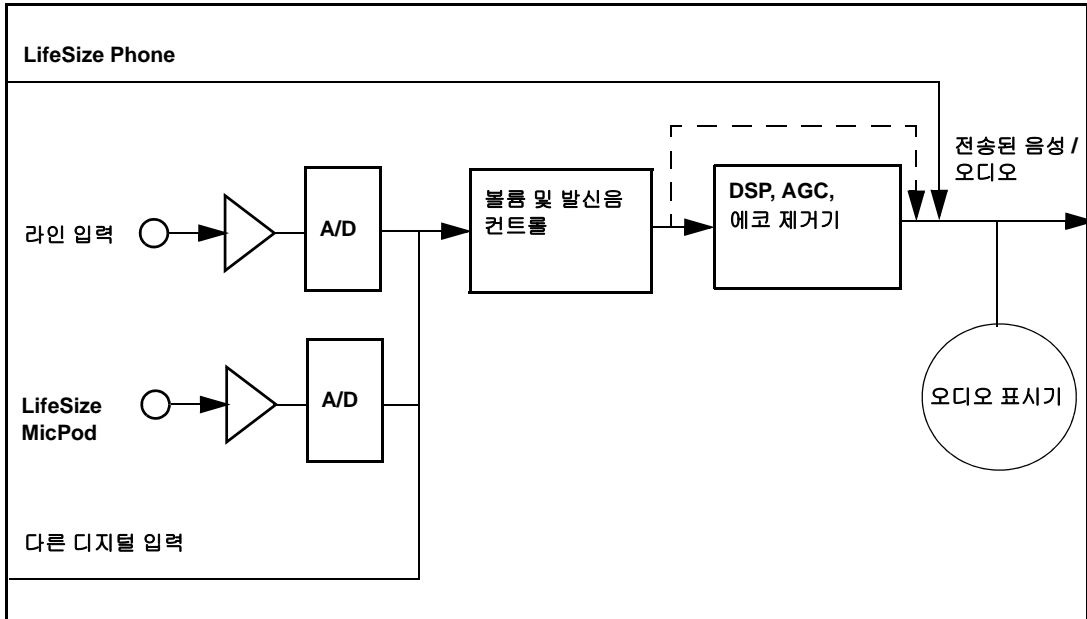 LifeSize Phone
전송된 음성 /
오디오
라인 입력
A/D
볼륨 및 발신음
컨트롤
DSP, AGC,
에코 제거기
LifeSize
MicPod
A/D
오디오 표시기
다른 디지털 입력